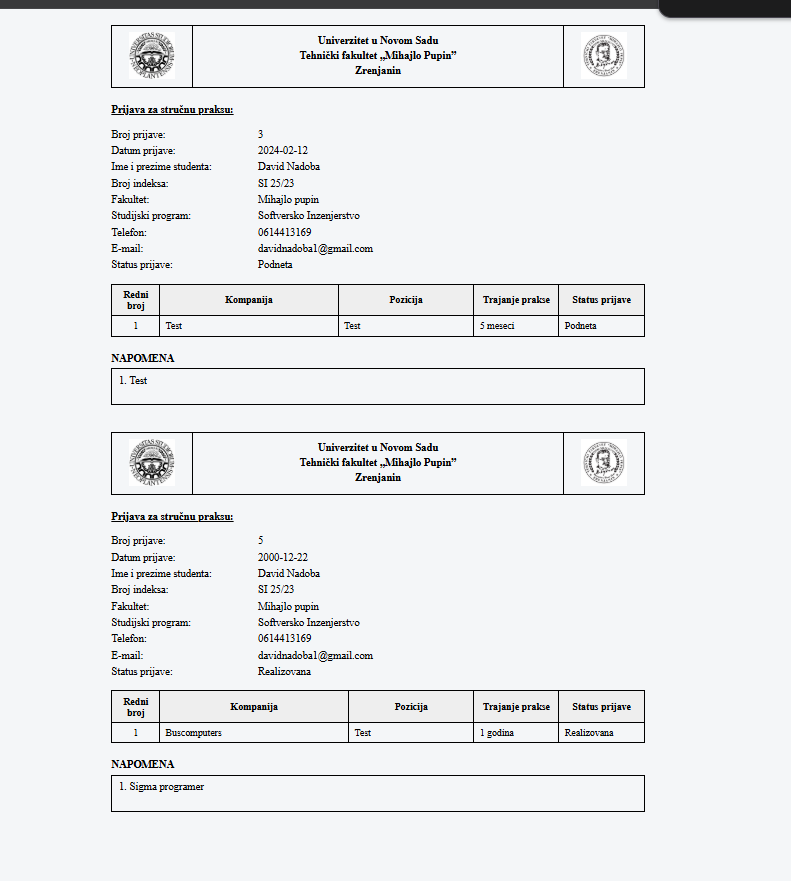 Univerzitet u Novom Sadu
Tehnički fakultet „Mihajlo Pupin”
Zrenjanin
Prijava za stručnu praksu:
Broj prijave: 3
Datum prijave: 2024-02-12
Ime i prezime studenta: David Nadoba
Broj indeksa: SI 25/23
Fakultet: Mihajlo pupin
Studijski program: Softversko Inzenjerstvo
Telefon: 0614413169
E-mail: davidnadoba1@gmail.com
Status prijave: Podneta
Redni broj Kompanija Pozicija Trajanje prakse Status prijave
1 Test Test 5 meseci Podneta
NAPOMENA
1. Test
Univerzitet u Novom Sadu
Tehnički fakultet „Mihajlo Pupin”
Zrenjanin
Prijava za stručnu praksu:
Broj prijave: 5
Datum prijave: 2000-12-22
Ime i prezime studenta: David Nadoba
Broj indeksa: SI 25/23
Fakultet: Mihajlo pupin
Studijski program: Softversko Inzenjerstvo
Telefon: 0614413169
E-mail: davidnadoba1@gmail.com
Status prijave: Realizovana
Redni broj Kompanija Pozicija Trajanje prakse Status prijave
1 Buscomputers Test 1 godina Realizovana
NAPOMENA
1. Sigma programer